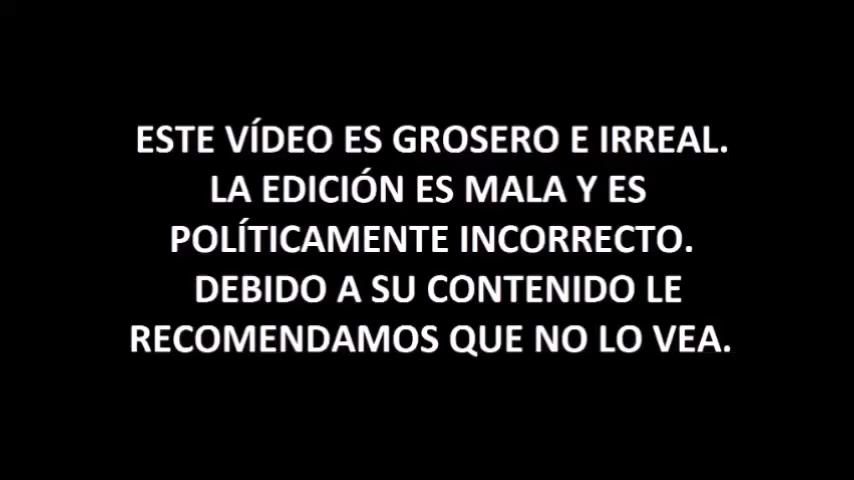 ESTE VÍDEO ES GROSERO E IRREAL.
LA EDICIÓN ES MALA Y ES
POLÍTICAMENTE INCORRECTO.
DEBIDO A SU CONTENIDO LE
RECOMENDAMOS QUE NO LO VEA.